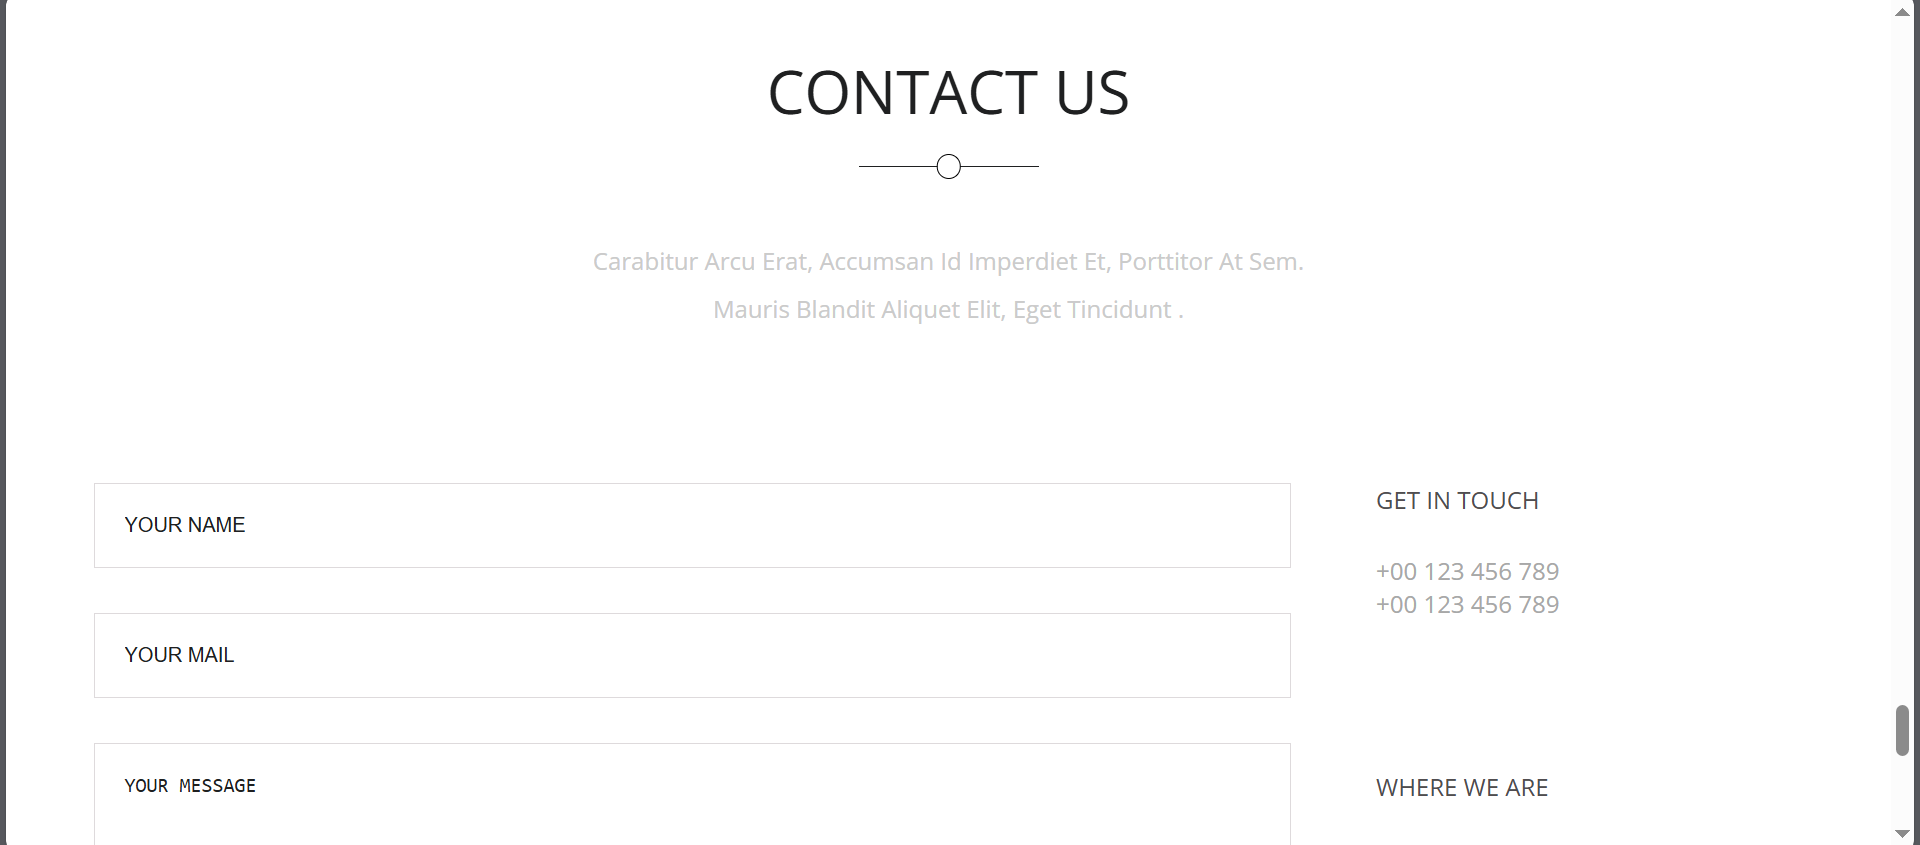 CONTACT US
Carabitur Arcu Erat, Accumsan Id Imperdiet Et, Porttitor At Sem.
Mauris Blandit Aliquet Elit, Eget Tincidunt .
YOUR NAME
YOUR MAIL
YOUR MESSAGE
GET IN TOUCH
+00 123 456 789
+00 123 456 789
WHERE WE ARE